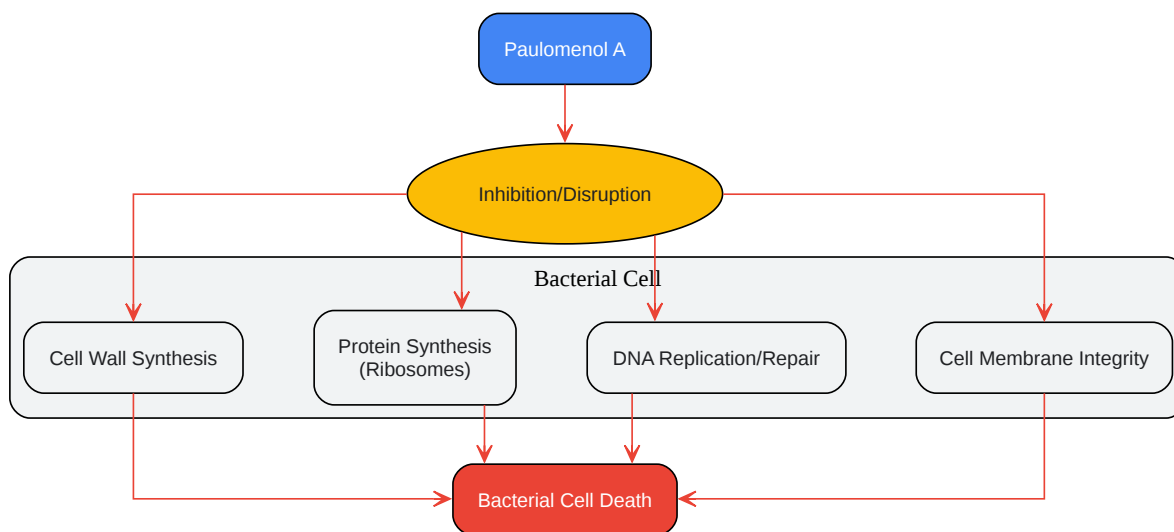 Paulomenol A
Inhibition/Disruption
Bacterial Cell
Cell Wall Synthesis
Protein Synthesis
(Ribosomes)
DNA Replication/Repair
Cell Membrane Integrity
Bacterial Cell Death